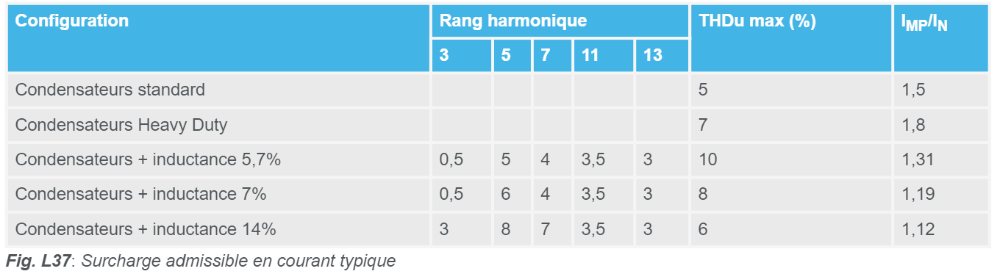 Configuration Rang harmonique THDu max (%) IMP/IN
3 5 7 11 13
Condensateurs standard 5 1,5
Condensateurs Heavy Duty 7 1,8
Condensateurs + inductance 5,7% 0,5 5 4 3,5 3 10 1,31
Condensateurs + inductance 7% 0,5 6 4 3,5 3 8 1,19
Condensateurs + inductance 14% 3 8 7 3,5 3 6 1,12
Fig. L37: Surcharge admissible en courant typique